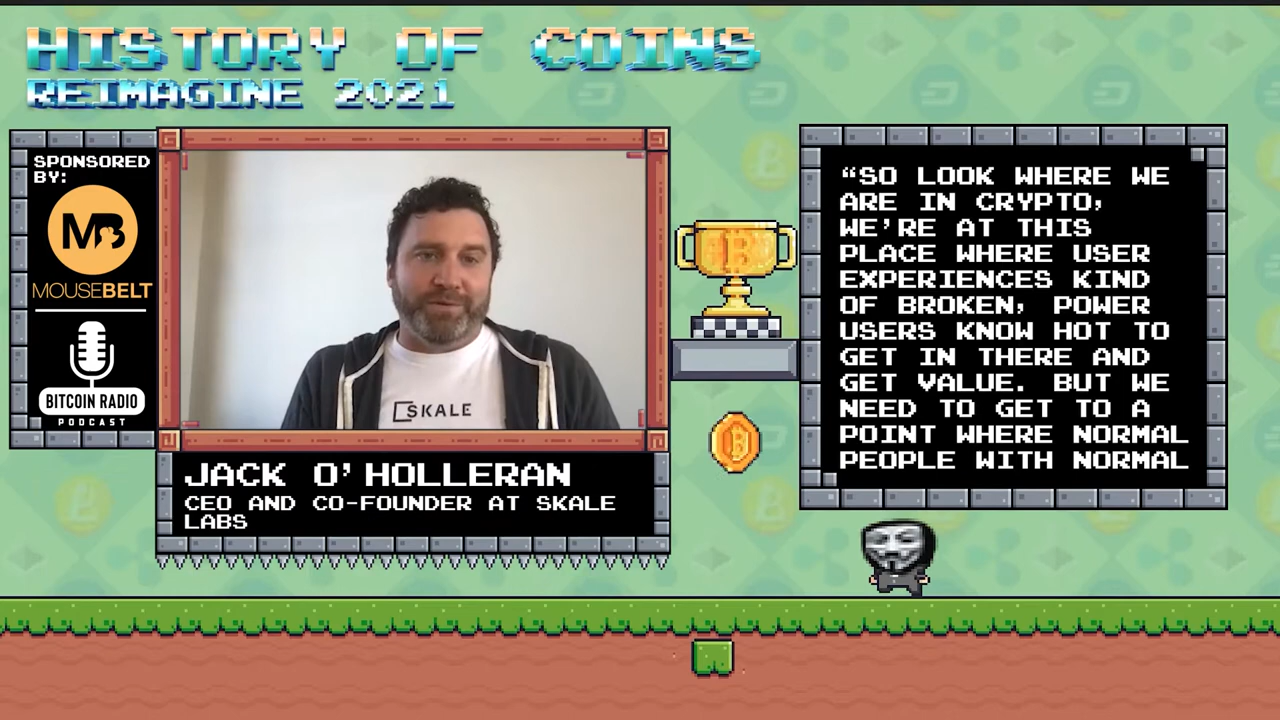 HISTORY OF COINS
REIMAGINE 2021
SPONSORED
BY:
MB
MOUSEBELT
BITCOIN RADIO
PODCAST
SKALE
JACK O'HOLLERAN
CEO AND CO-FOUNDER AT SKALE
LABS
“SO LOOK WHERE WE
ARE IN CRYPTO,
WE'RE AT THIS
PLACE WHERE USER
EXPERIENCES KIND
OF BROKEN, POWER
USERS KNOW HOT TO
GET IN THERE AND
GET VALUE. BUT WE
NEED TO GET TO A
POINT WHERE NORMAL
PEOPLE WITH NORMAL